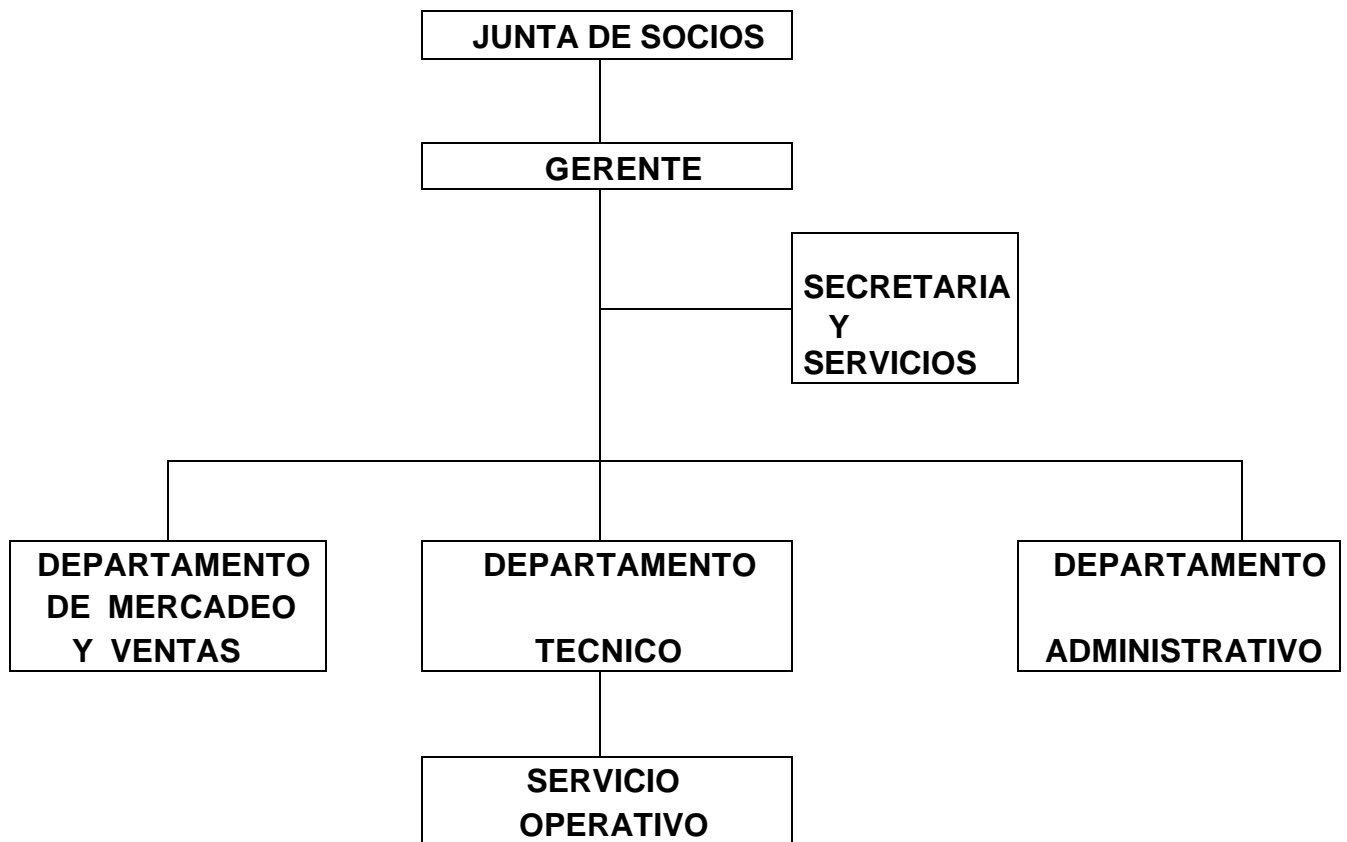 JUNTA DE SOCIOS
GERENTE
SECRETARIA
Y
SERVICIOS
DEPARTAMENTO
DE MERCADEO
Y VENTAS
DEPARTAMENTO
TECNICO
DEPARTAMENTO
ADMINISTRATIVO
SERVICIO
OPERATIVO